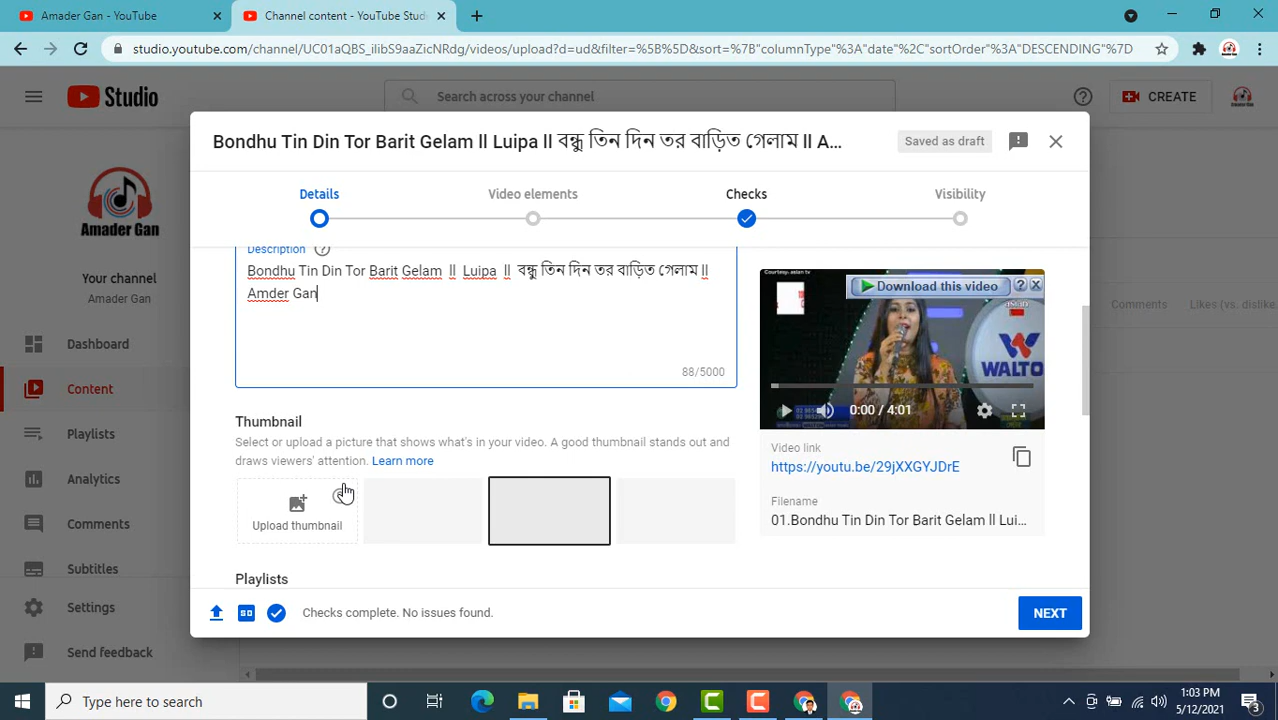 Amader Gan - YouTube
Channel content - YouTube Stud
studio.youtube.com/channel/UC01aQBS_ilibS9aaZicNRdg/videos/upload?d=ud&filter=%5B%5D&sort=%7B"columnType"%3A"date"%2C"sortOrder"%3A"DESCENDING"%7D
Studio
Search across your channel
CREATE
Bondhu Tin Din Tor Barit Gelam ll Luipa ll বন্ধু তিন দিন তর বাড়িত গেলাম ll A...
Saved as draft
Details
Video elements
Checks
Visibility
Amader Gan
Your channel
Amader Gan
Dashboard
Content
Playlists
Analytics
Comments
Subtitles
Settings
Send feedback
Description
Bondhu Tin Din Tor Barit Gelam ll Luipa ll বন্ধু তিন দিন তর বাড়িত গেলাম ll
Amder Gan
88/5000
Thumbnail
Select or upload a picture that shows what's in your video. A good thumbnail stands out and
draws viewers' attention. Learn more
Upload thumbnail
Playlists
Courtesy- asian tv
Download this video
asian
WALTO
0:00 / 4:01
Video link
https://youtu.be/29jXXGYJDrE
Filename
01.Bondhu Tin Din Tor Barit Gelam ll Lui...
Comments
Likes (vs. dislike
Checks complete. No issues found.
NEXT
Type here to search
1:03 PM
5/12/2021
3